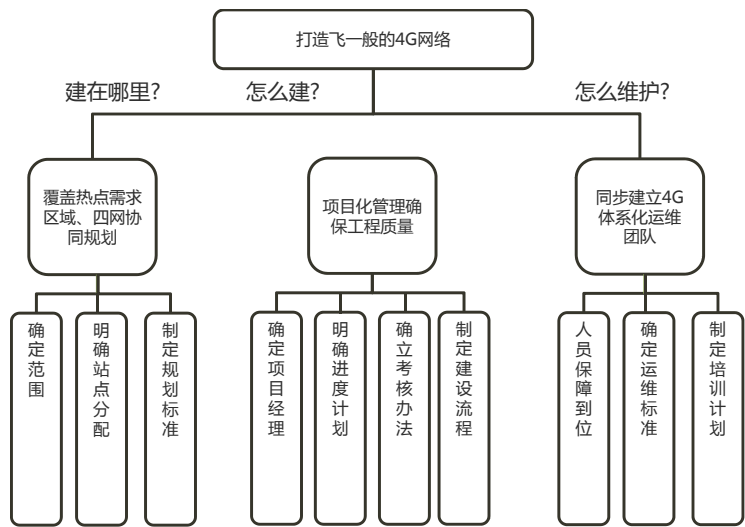 打造飞一般的4G网络
建在哪里?
怎么建?
怎么维护?
覆盖热点需求
区域、四网协
同规划
项目化管理确
保工程质量
同步建立4G
体系化运维
团队
确定范围
明确站点分配
制定规划标准
确定项目经理
明确进度计划
确立考核办法
制定建设流程
人员保障到位
确定运维标准
制定培训计划